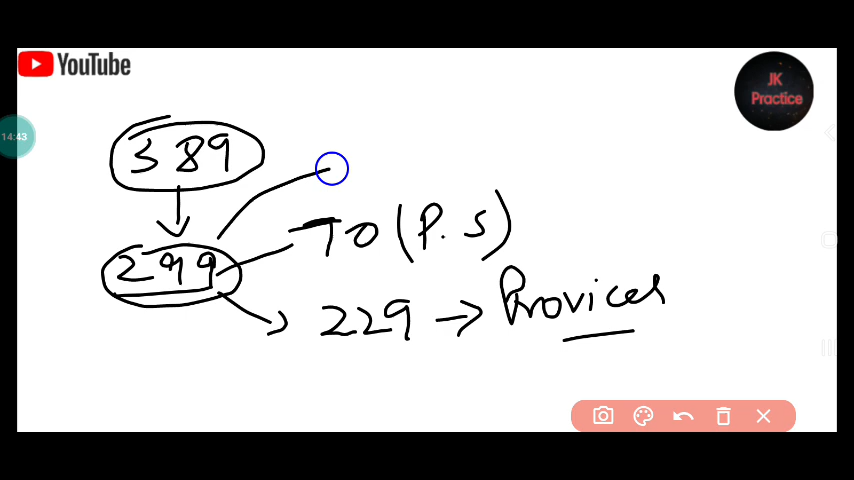 YouTube
JK
Practice
14:43
389
299
TO (P.S)
229 → Provices